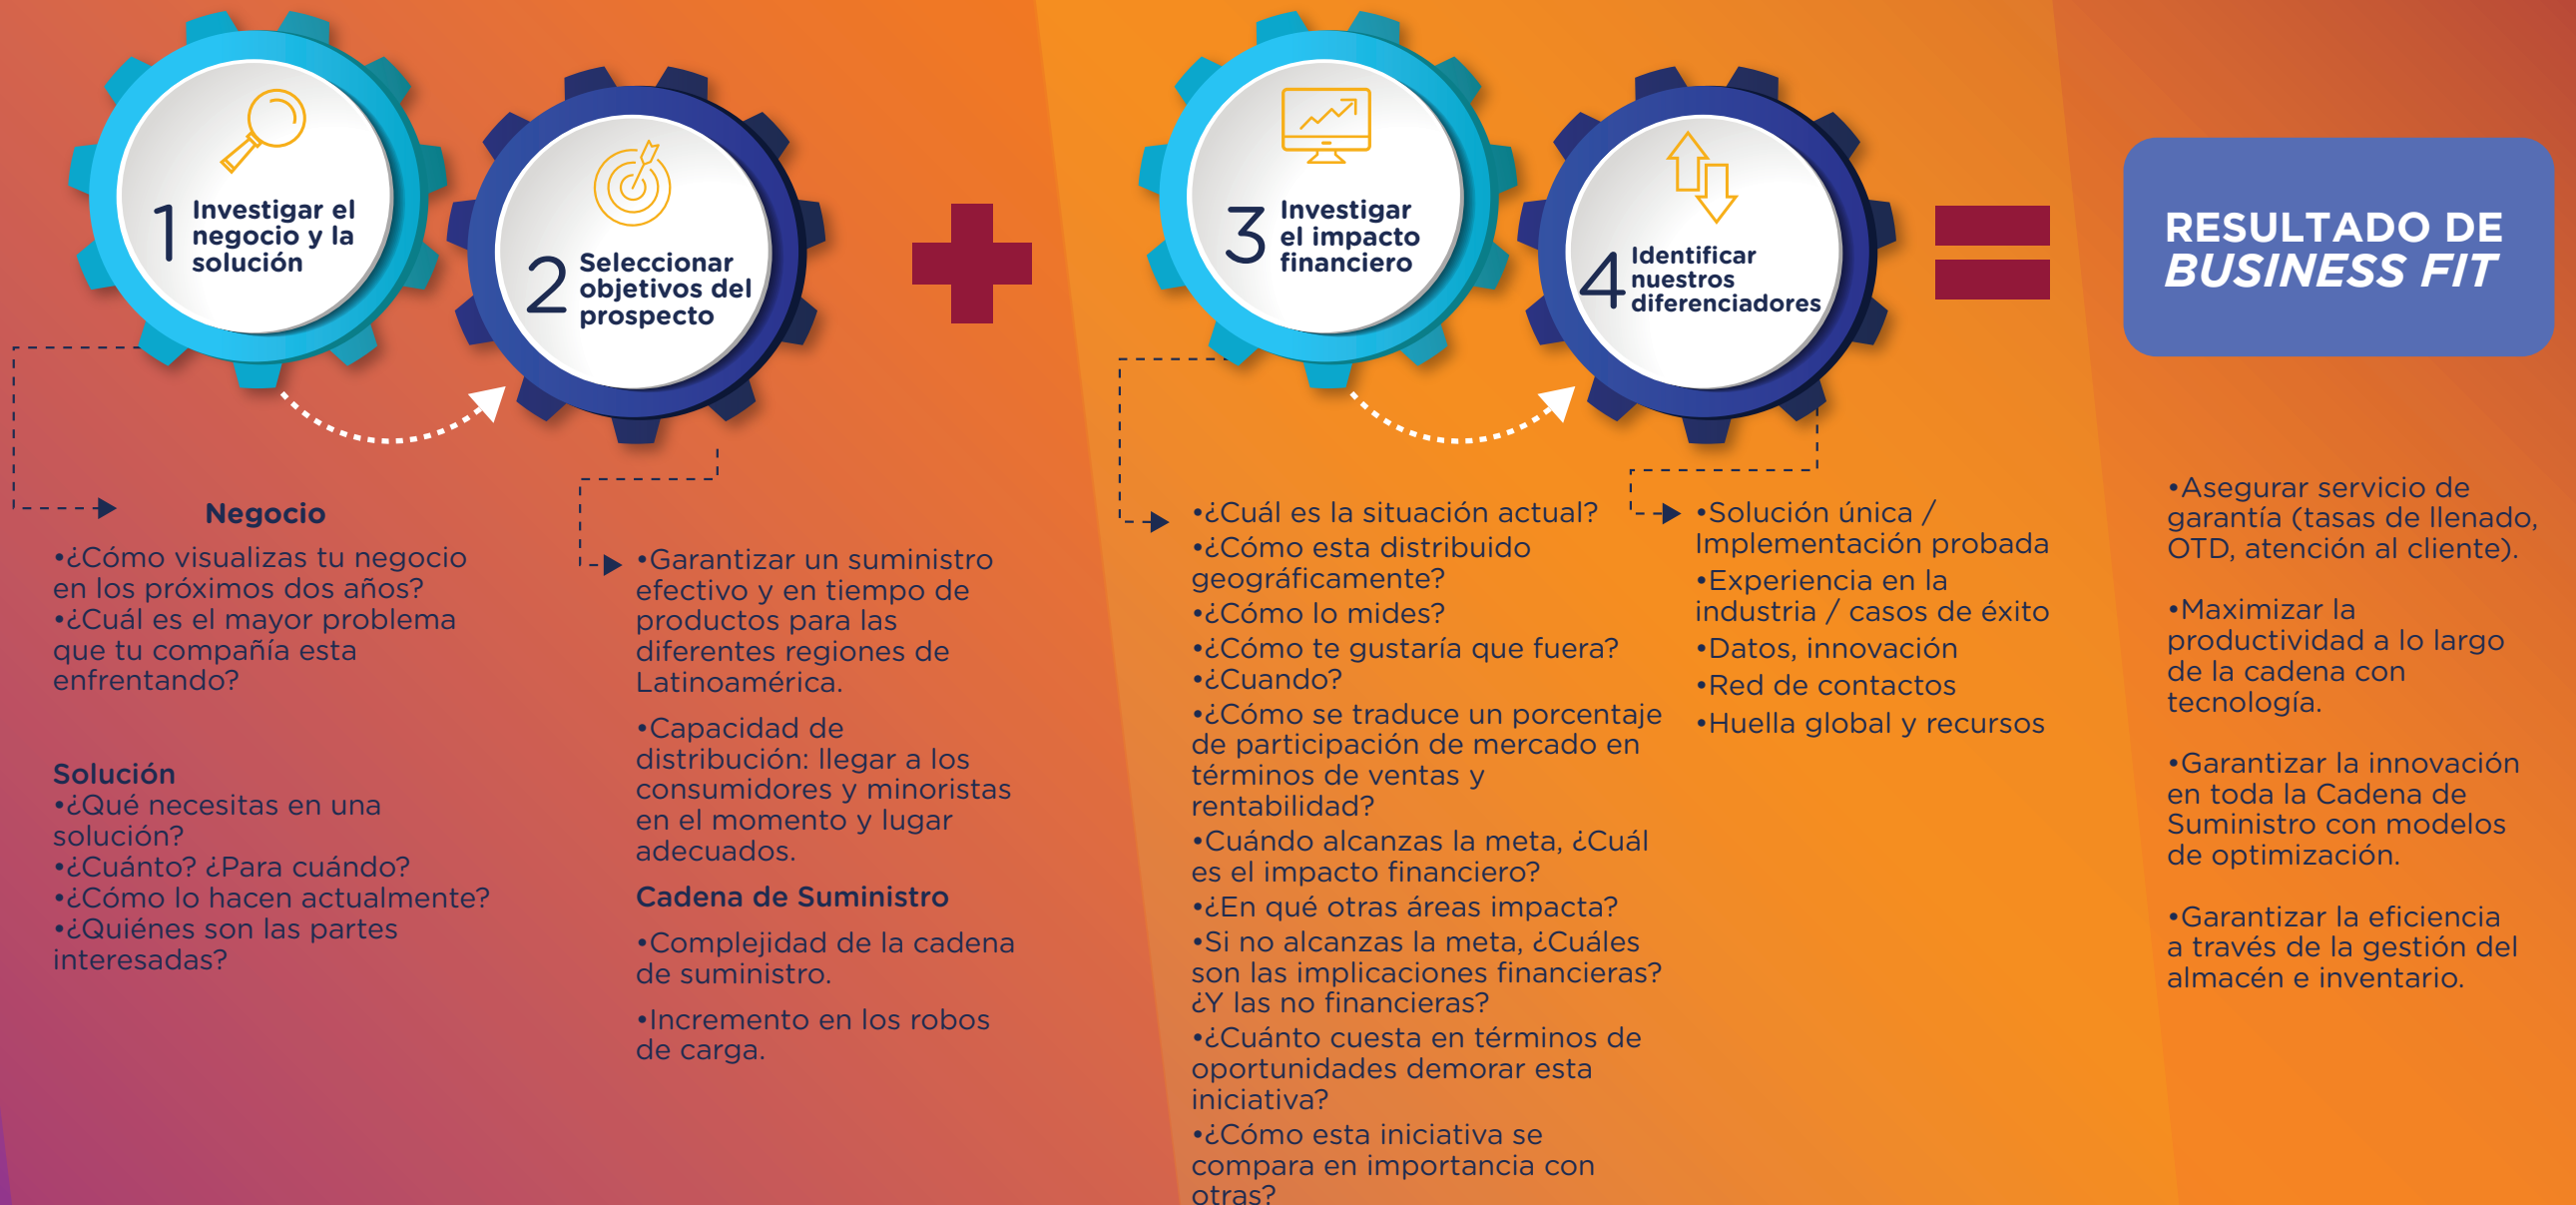 1
Investigar el
negocio y la
solución
2
Seleccionar
objetivos del
prospecto
3
Investigar
el impacto
financiero
4
Identificar
nuestros
diferenciadores
RESULTADO DE
BUSINESS FIT
Negocio
•¿Cómo visualizas tu negocio
en los próximos dos años?
•¿Cuál es el mayor problema
que tu compañía esta
enfrentando?
Solución
•¿Qué necesitas en una
solución?
•¿Cuánto? ¿Para cuándo?
•¿Cómo lo hacen actualmente?
•¿Quiénes son las partes
interesadas?
•Garantizar un suministro
efectivo y en tiempo de
productos para las
diferentes regiones de
Latinoamérica.
•Capacidad de
distribución: llegar a los
consumidores y minoristas
en el momento y lugar
adecuados.
Cadena de Suministro
•Complejidad de la cadena
de suministro.
•Incremento en los robos
de carga.
•¿Cuál es la situación actual?
•¿Cómo esta distribuido
geográficamente?
•¿Cómo lo mides?
•¿Cómo te gustaría que fuera?
•¿Cuando?
•¿Cómo se traduce un porcentaje
de participación de mercado en
términos de ventas y
rentabilidad?
•Cuándo alcanzas la meta, ¿Cuál
es el impacto financiero?
•¿En qué otras áreas impacta?
•Si no alcanzas la meta, ¿Cuáles
son las implicaciones financieras?
¿Y las no financieras?
•¿Cuánto cuesta en términos de
oportunidades demorar esta
iniciativa?
•¿Cómo esta iniciativa se
compara en importancia con
otras?
•Solución única /
Implementación probada
•Experiencia en la
industria / casos de éxito
•Datos, innovación
•Red de contactos
•Huella global y recursos
•Asegurar servicio de
garantía (tasas de llenado,
OTD, atención al cliente).
•Maximizar la
productividad a lo largo
de la cadena con
tecnología.
•Garantizar la innovación
en toda la Cadena de
Suministro con modelos
de optimización.
•Garantizar la eficiencia
a través de la gestión del
almacén e inventario.